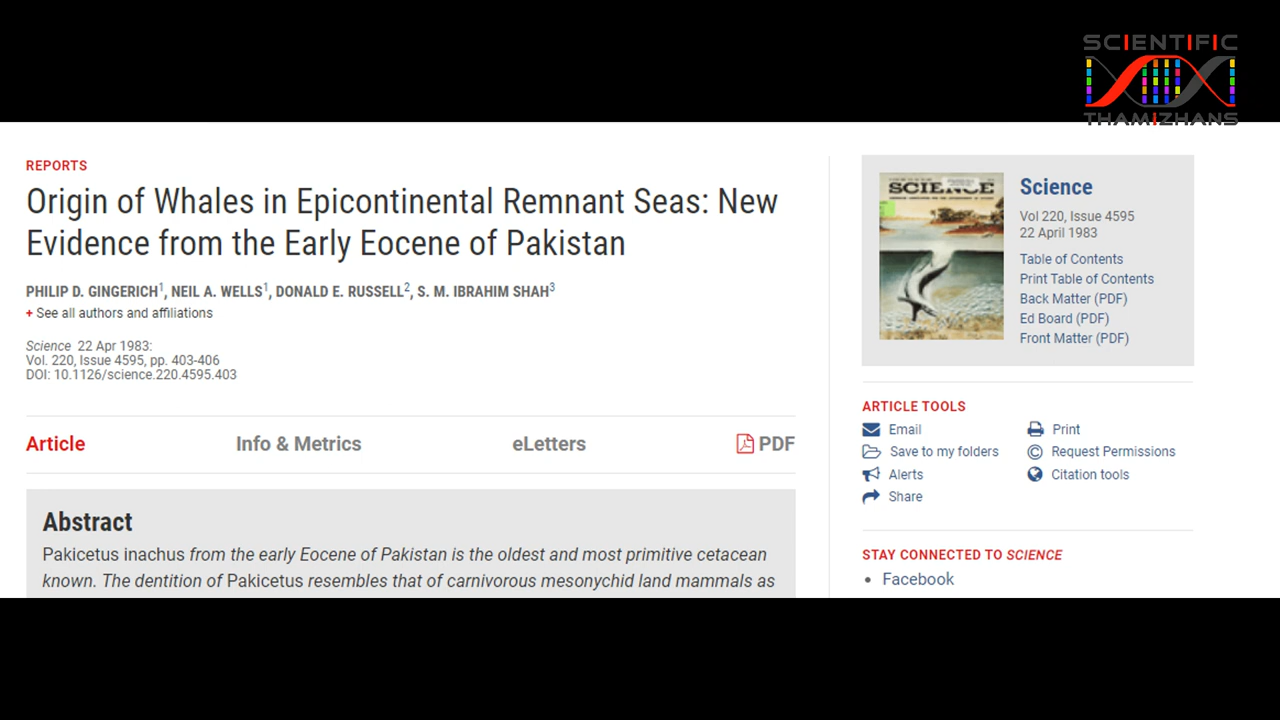 SCIENTIFIC
THAMIZHANS
REPORTS
Origin of Whales in Epicontinental Remnant Seas: New
Evidence from the Early Eocene of Pakistan
PHILIP D. GINGERICH1, NEIL A. WELLS1, DONALD E. RUSSELL2, S. M. IBRAHIM SHAH3
+ See all authors and affiliations
Science 22 Apr 1983:
Vol. 220, Issue 4595, pp. 403-406
DOI: 10.1126/science.220.4595.403
Article
Info & Metrics
eLetters
PDF
Abstract
Pakicetus inachus from the early Eocene of Pakistan is the oldest and most primitive cetacean
known. The dentition of Pakicetus resembles that of carnivorous mesonychid land mammals as
SCIENCE
Science
Vol 220, Issue 4595
22 April 1983
Table of Contents
Print Table of Contents
Back Matter (PDF)
Ed Board (PDF)
Front Matter (PDF)
ARTICLE TOOLS
Email
Print
Save to my folders
Request Permissions
Alerts
Citation tools
Share
STAY CONNECTED TO SCIENCE
• Facebook